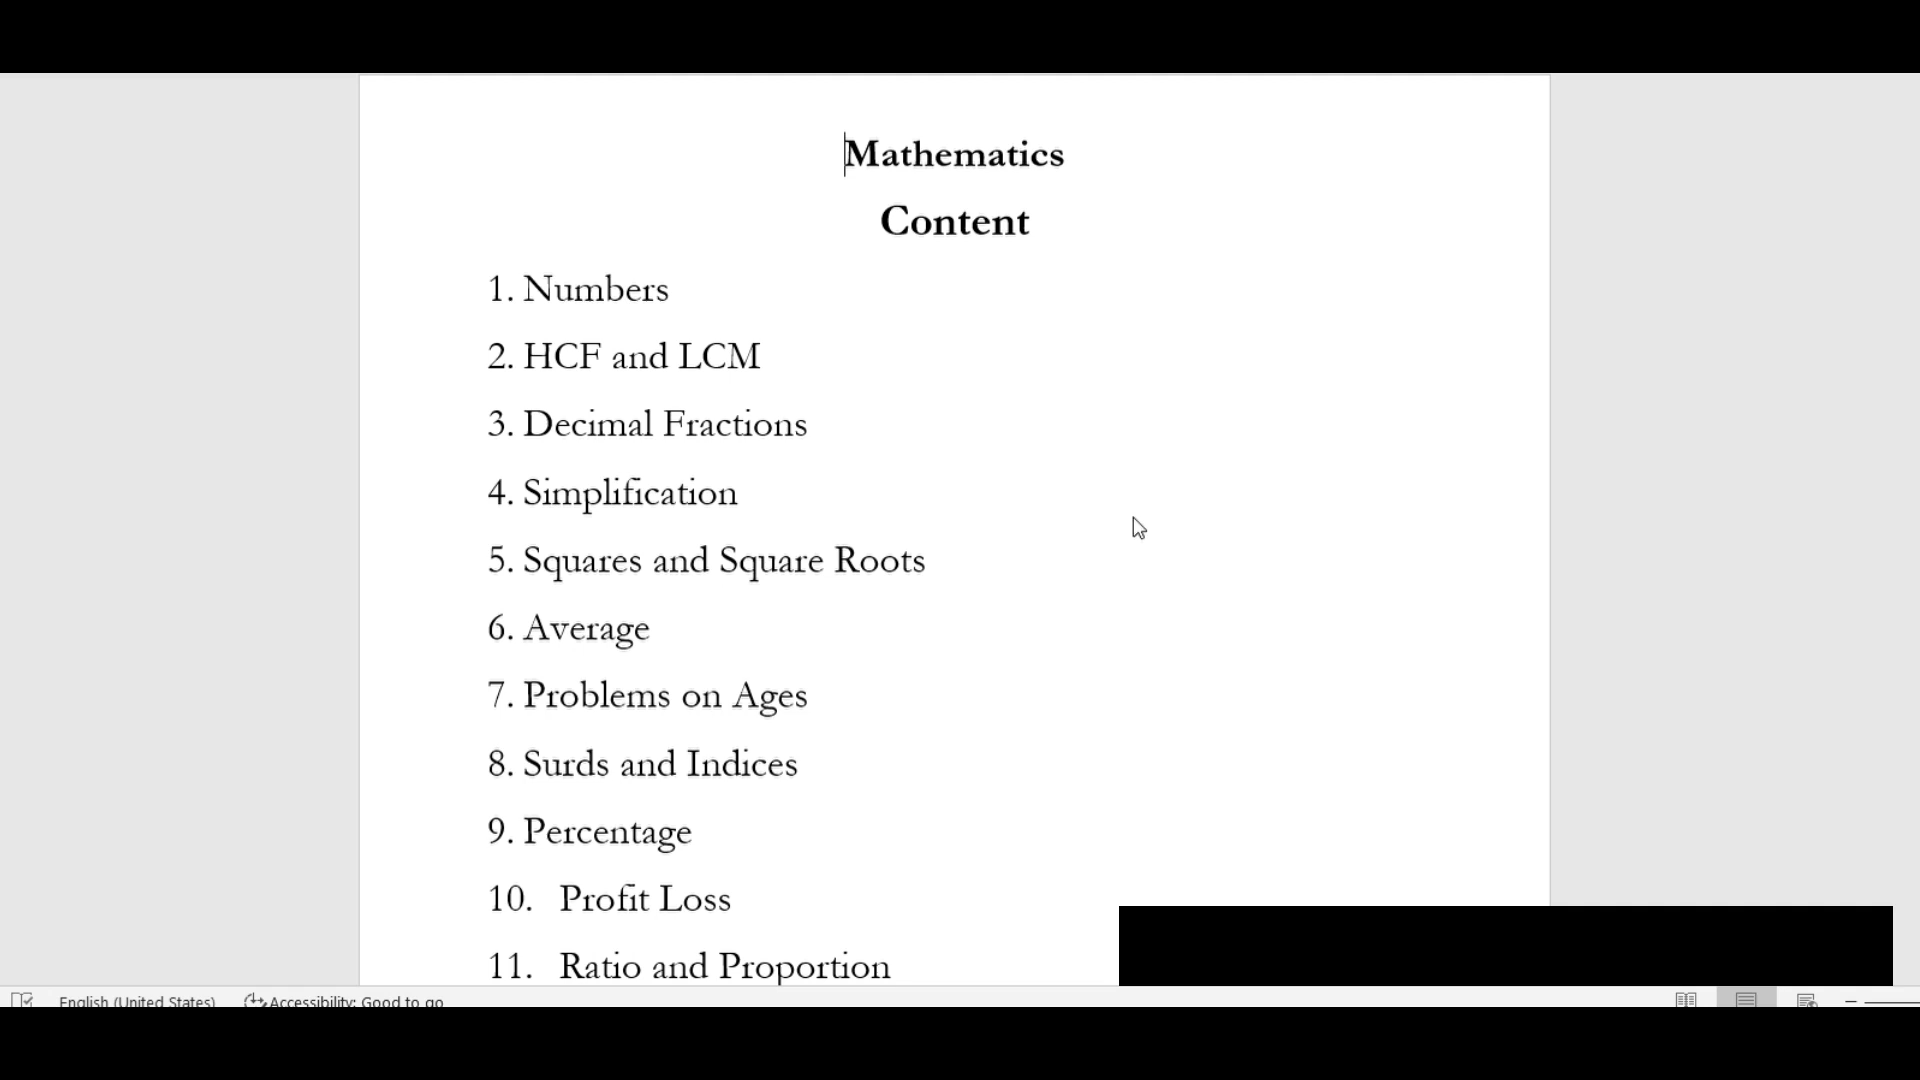 Mathematics
Content
1. Numbers
2. HCF and LCM
3. Decimal Fractions
4. Simplification
5. Squares and Square Roots
6. Average
7. Problems on Ages
8. Surds and Indices
9. Percentage
10. Profit Loss
11. Ratio and Proportion
English (United States) Accessibility: Good to go